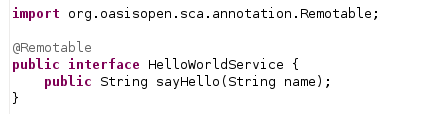 import org.oasisopen.sca.annotation.Remotable;
@Remotable
public interface HelloWorldService {
    public String sayHello(String name);
}